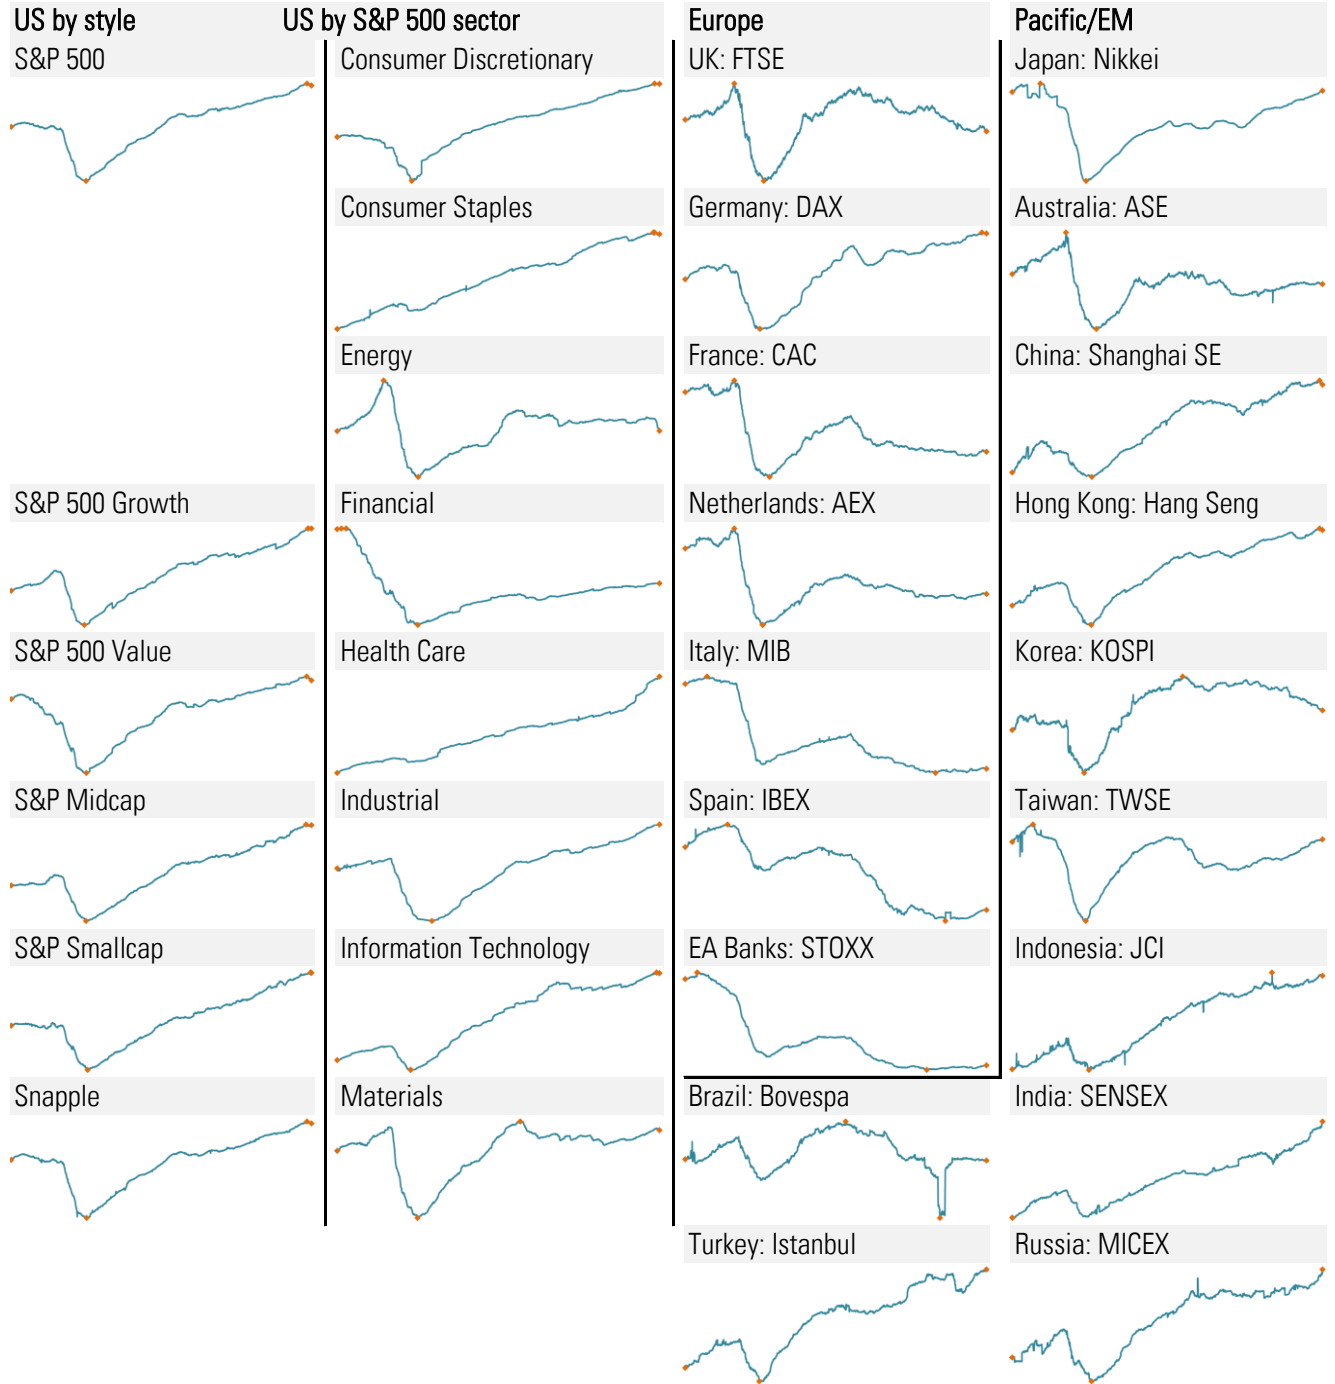 US by style
US by S&P 500 sector
Europe
Pacific/EM
S&P 500
Consumer Discretionary
UK: FTSE
Japan: Nikkei
Consumer Staples
Germany: DAX
Australia: ASE
Energy
France: CAC
China: Shanghai SE
S&P 500 Growth
Financial
Netherlands: AEX
Hong Kong: Hang Seng
S&P 500 Value
Health Care
Italy: MIB
Korea: KOSPI
S&P Midcap
Industrial
Spain: IBEX
Taiwan: TWSE
S&P Smallcap
Information Technology
EA Banks: STOXX
Indonesia: JCI
Snapple
Materials
Brazil: Bovespa
India: SENSEX
Turkey: Istanbul
Russia: MICEX